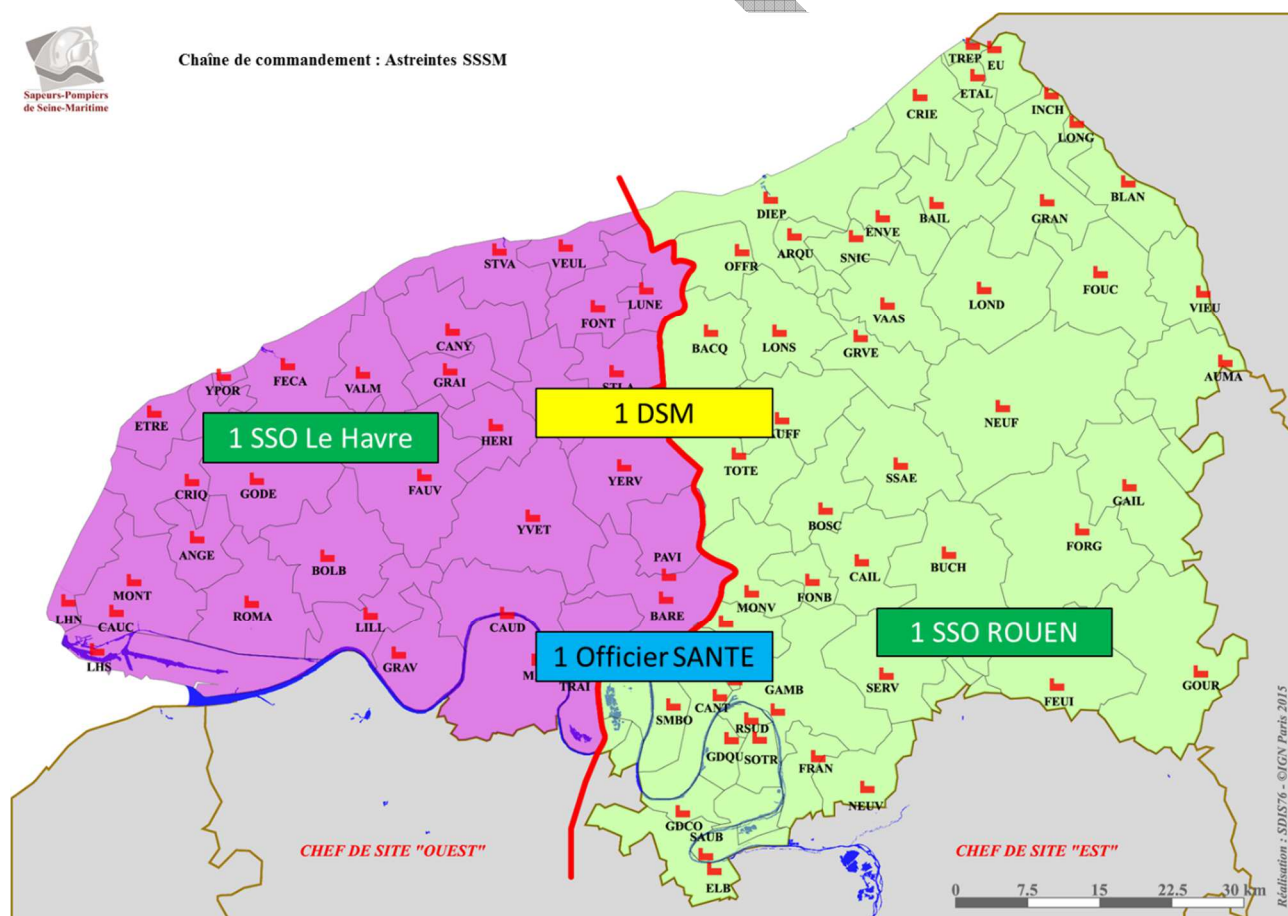 Chaîne de commandement : Astreintes SSSM
Sapeurs-Pompiers
de Seine-Maritime
TREP
EU
ETAL
CRIE
INCH
LONG
BLAN
DIEP
BAIL
GRAN
ENVE
ARQU
SNIC
OFFR
STVA
VEUL
LUNE
FONT
LOND
FOUC
VIEU
VAAS
CANY
BACQ
LONS
GRVE
FECA
VALM
GRAI
YPOR
AUMA
ETRE
1 DSM
1 SSO Le Havre
HERI
NEUF
TOTE
YERV
SSAE
CRIQ
GODE
FAUV
GAIL
YVET
BOSC
ANGE
BOLB
PAVI
FORG
BUCH
CAIL
MONT
FONB
MONV
LHN
CAUC
ROMA
LILL
CAUD
BARE
1 SSO ROUEN
LHS
GRAV
1 Officier SANTE
TRAI
GAMB
SERV
FEUI
GOUR
SMBO
CANT
RSUD
GDQU
SOTR
FRAN
NEUV
GDCO
SAUB
ELB
CHEF DE SITE "OUEST"
CHEF DE SITE "EST"
0 7.5 15 22.5 30 km
Réalisation : SDIS76 - ©IGN Paris 2015